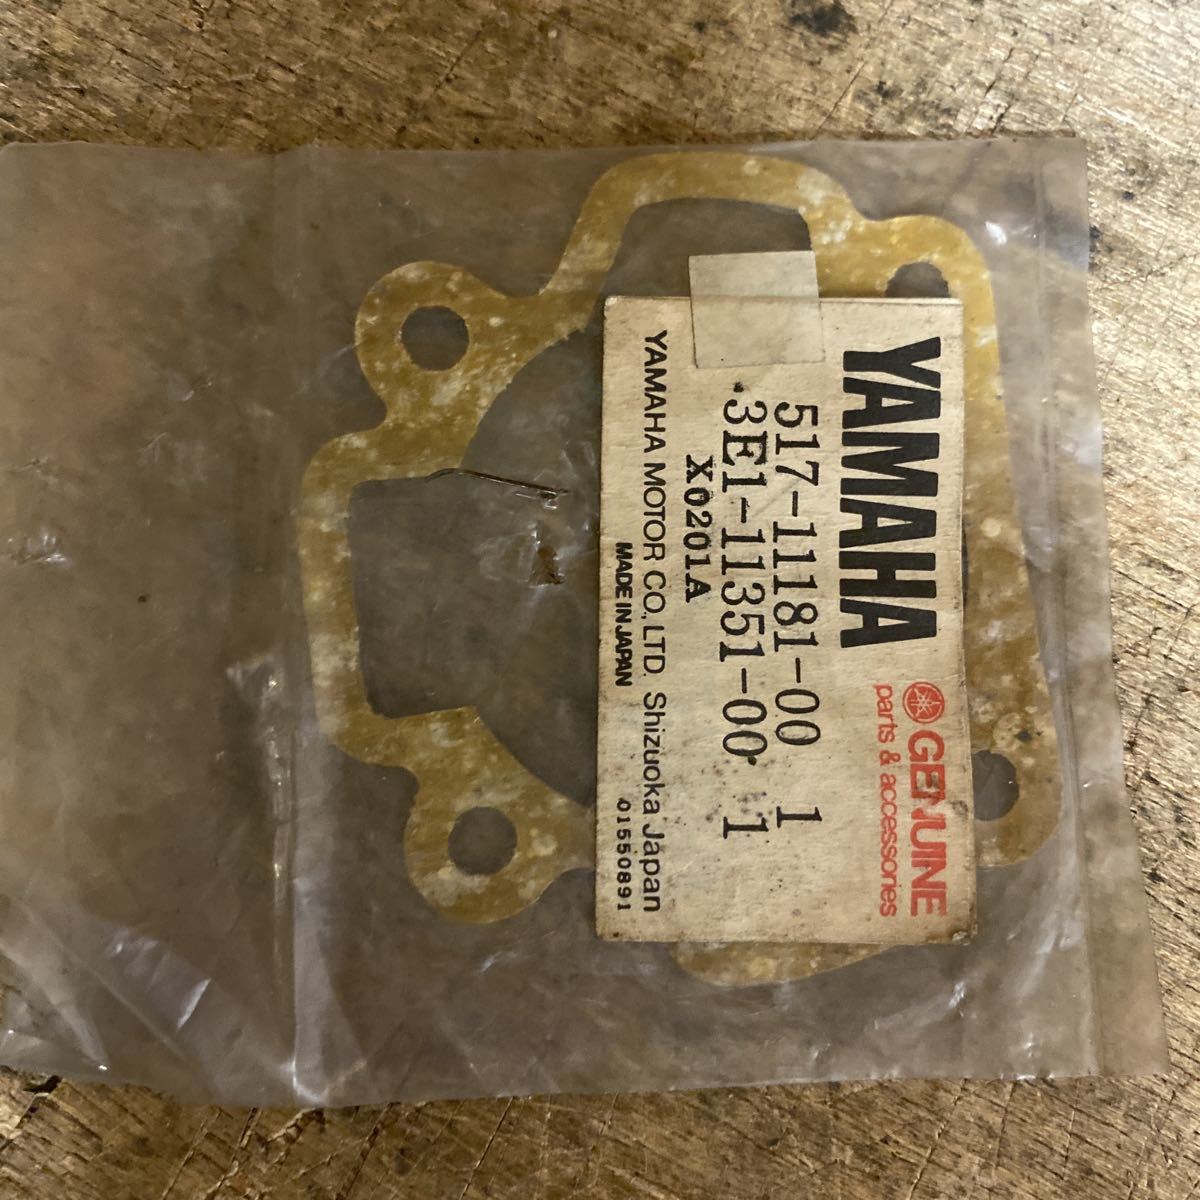 YAMAHA
GENUINE
parts & accessories
517-11181-00 1
.3E1-11351-00 1
X0201A
YAMAHA MOTOR CO., LTD. Shizuoka Japan
MADE IN JAPAN
01550891